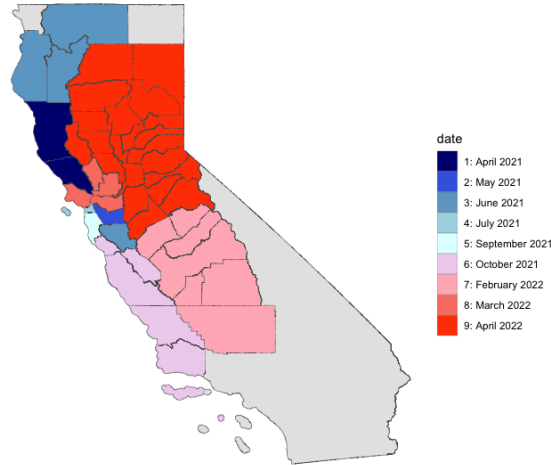 date
1: April 2021
2: May 2021
3: June 2021
4: July 2021
5: September 2021
6: October 2021
7: February 2022
8: March 2022
9: April 2022